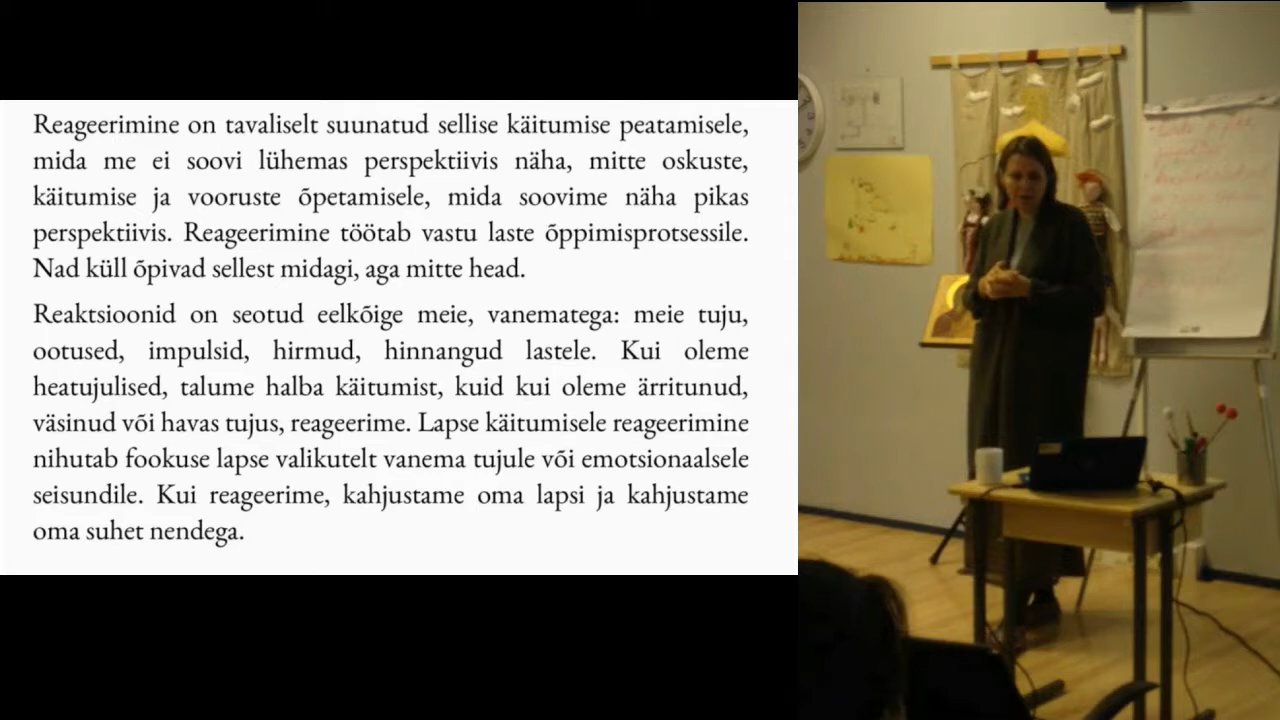 Reageerimine on tavaliselt suunatud sellise käitumise peatamisele,
mida me ei soovi lühemas perspektiivis näha, mitte oskuste,
käitumise ja vooruste õpetamisele, mida soovime näha pikas
perspektiivis. Reageerimine töötab vastu laste õppimisprotsessile.
Nad küll õpivad sellest midagi, aga mitte head.
Reaktsioonid on seotud eelkõige meie, vanematega: meie tuju,
ootused, impulsid, hirmud, hinnangud lastele. Kui oleme
heatujulised, talume halba käitumist, kuid kui oleme ärritunud,
väsinud või havas tujus, reageerime. Lapse käitumisele reageerimine
nihutab fookuse lapse valikutelt vanema tujule või emotsionaalsele
seisundile. Kui reageerime, kahjustame oma lapsi ja kahjustame
oma suhet nendega.